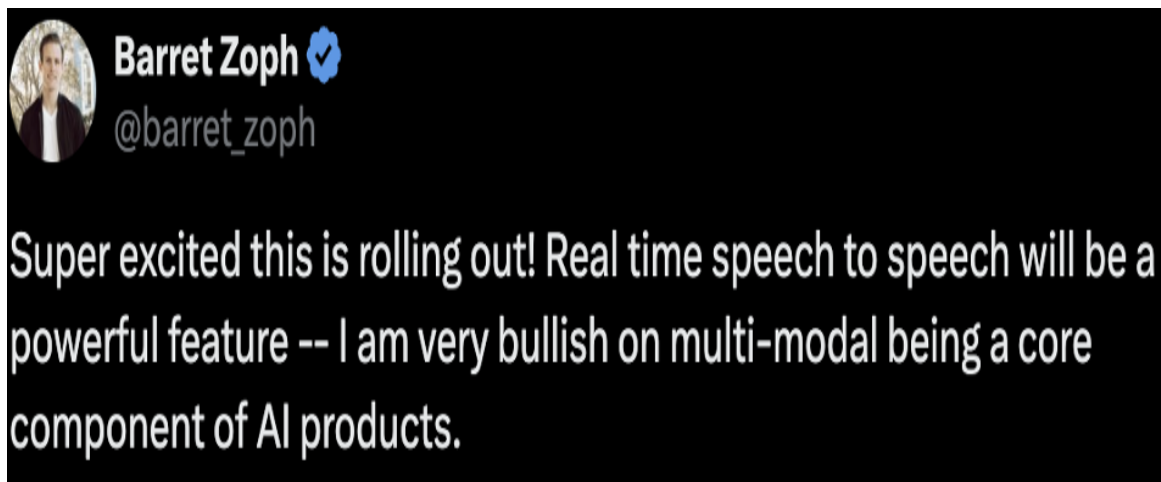 Barret Zoph
@barret_zoph
Super excited this is rolling out! Real time speech to speech will be a
powerful feature -- I am very bullish on multi-modal being a core
component of AI products.